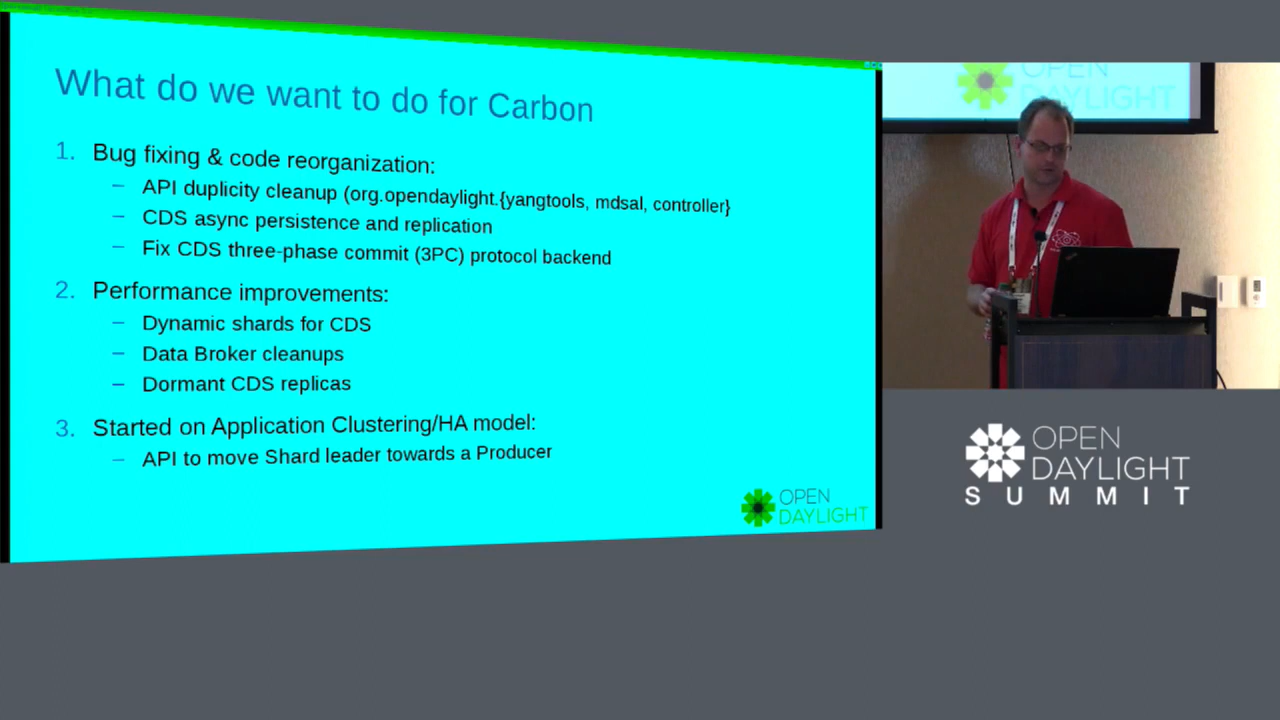 What do we want to do for Carbon
1. Bug fixing & code reorganization:
– API duplicity cleanup (org.opendaylight.{yangtools, mdsal, controller}
– CDS async persistence and replication
– Fix CDS three-phase commit (3PC) protocol backend
2. Performance improvements:
– Dynamic shards for CDS
– Data Broker cleanups
– Dormant CDS replicas
3. Started on Application Clustering/HA model:
– API to move Shard leader towards a Producer
OPEN
DAYLIGHT
OPEN
DAYLIGHT
OPEN
DAYLIGHT
SUMMIT